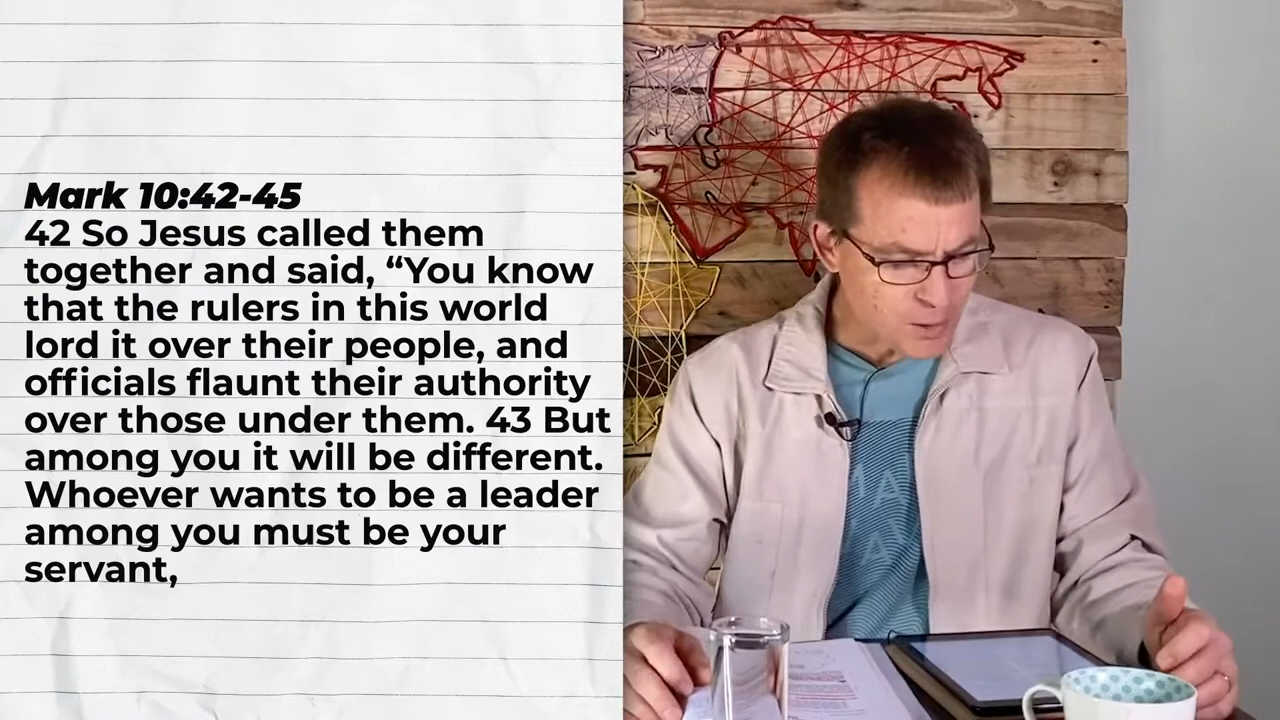 Mark 10:42-45
42 So Jesus called them
together and said, “You know
that the rulers in this world
lord it over their people, and
officials flaunt their authority
over those under them. 43 But
among you it will be different.
Whoever wants to be a leader
among you must be your
servant,